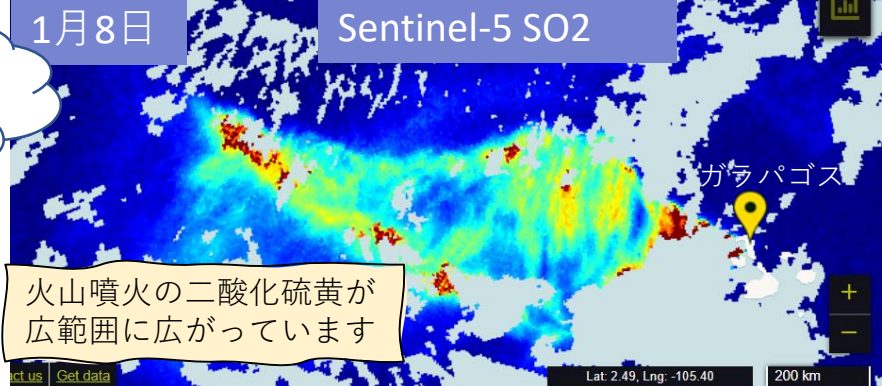 1月8日
Sentinel-5 SO2
ガラパゴス
火山噴火の二酸化硫黄が
広範囲に広がっています
+
−
act us
Get data
Lat: 2.49, Lng: -105.40
200 km